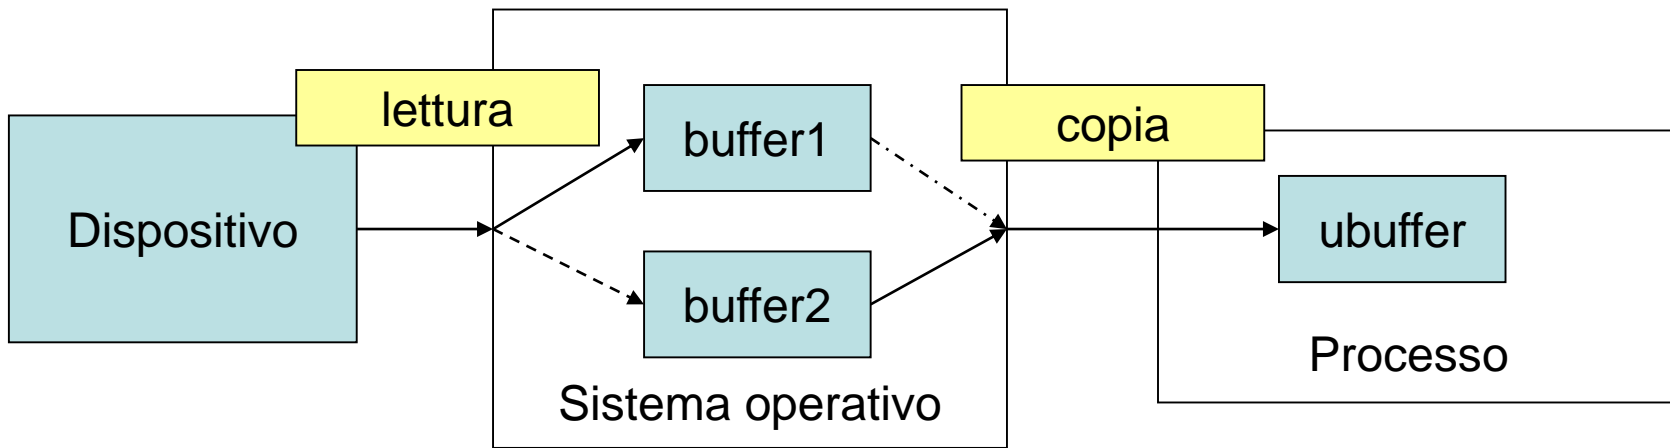 lettura
copia
buffer1
Dispositivo
ubuffer
buffer2
Processo
Sistema operativo